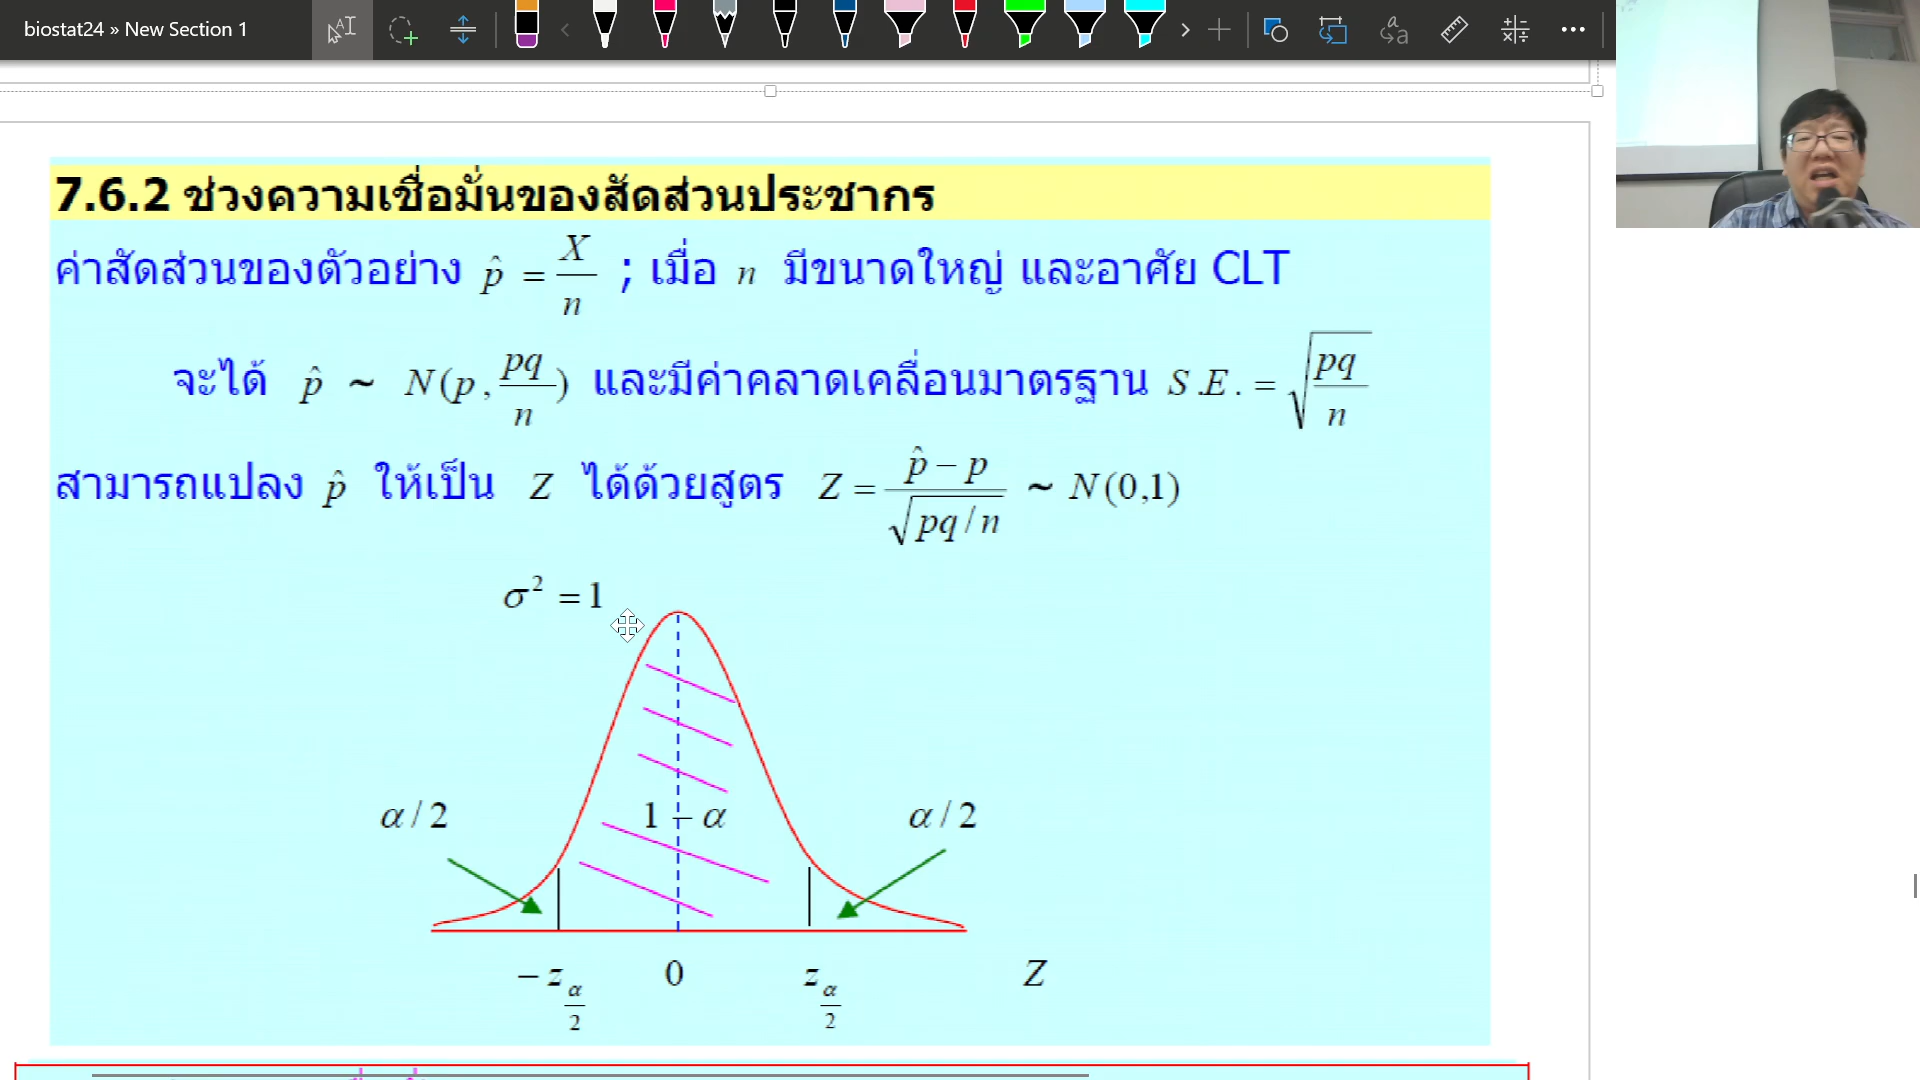 biostat24 » New Section 1
7.6.2 ช่วงความเชื่อมั่นของสัดส่วนประชากร
ค่าสัดส่วนของตัวอย่าง p̂ = X/n ; เมื่อ n มีขนาดใหญ่ และอาศัย CLT
จะได้ p̂ ~ N(p, pq/n) และมีค่าคลาดเคลื่อนมาตรฐาน S.E. = √(pq/n)
สามารถแปลง p̂ ให้เป็น Z ได้ด้วยสูตร Z = (p̂ − p)/√(pq/n) ~ N(0,1)
σ² = 1
α/2 1 − α α/2
−z_{α/2} 0 z_{α/2} Z